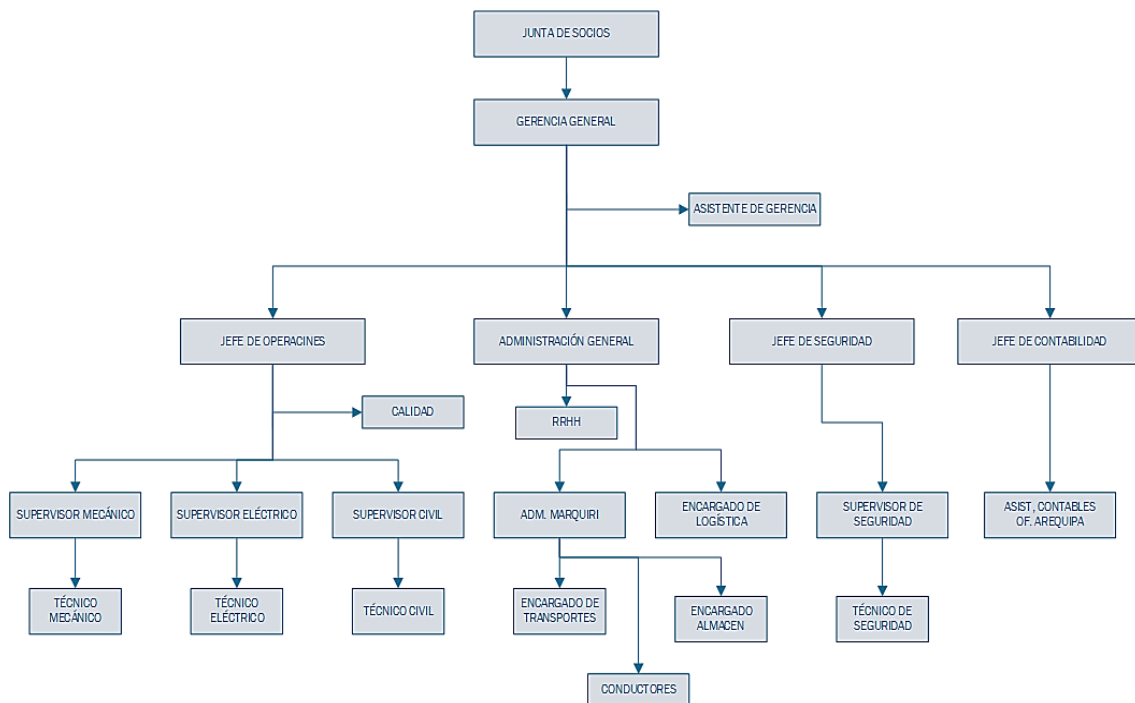 JUNTA DE SOCIOS
GERENCIA GENERAL
ASISTENTE DE GERENCIA
JEFE DE OPERACINES
ADMINISTRACIÓN GENERAL
JEFE DE SEGURIDAD
JEFE DE CONTABILIDAD
CALIDAD
RRHH
SUPERVISOR MECÁNICO
SUPERVISOR ELÉCTRICO
SUPERVISOR CIVIL
ADM. MARQUIRI
ENCARGADO DE
LOGÍSTICA
SUPERVISOR DE
SEGURIDAD
ASIST, CONTABLES
OF. AREQUIPA
TÉCNICO
MECÁNICO
TÉCNICO
ELÉCTRICO
TÉCNICO CIVIL
ENCARGADO DE
TRANSPORTES
ENCARGADO
ALMACEN
TÉCNICO DE
SEGURIDAD
CONDUCTORES